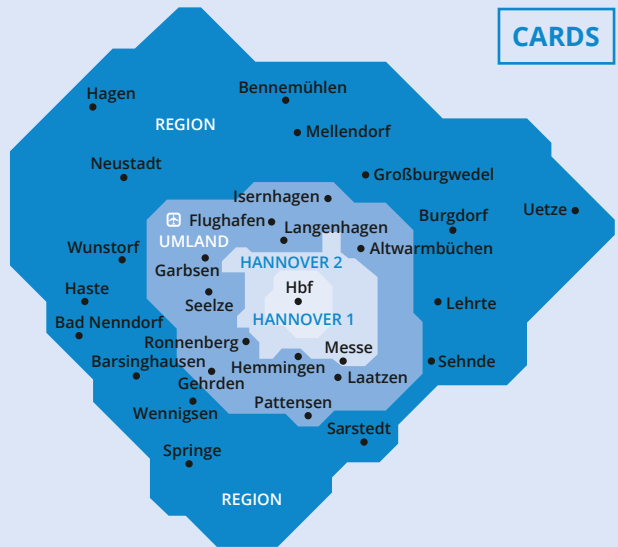 CARDS
Hagen
Bennemühlen
REGION
Mellendorf
Neustadt
Großburgwedel
Isernhagen
Uetze
Flughafen
Burgdorf
Langenhagen
UMLAND
Wunstorf
Altwarmbüchen
HANNOVER 2
Garbsen
Haste
Hbf
Seelze
Lehrte
Bad Nenndorf
HANNOVER 1
Ronnenberg
Messe
Barsinghausen
Hemmingen
Sehnde
Gehrden
Laatzen
Pattensen
Wennigsen
Sarstedt
Springe
REGION